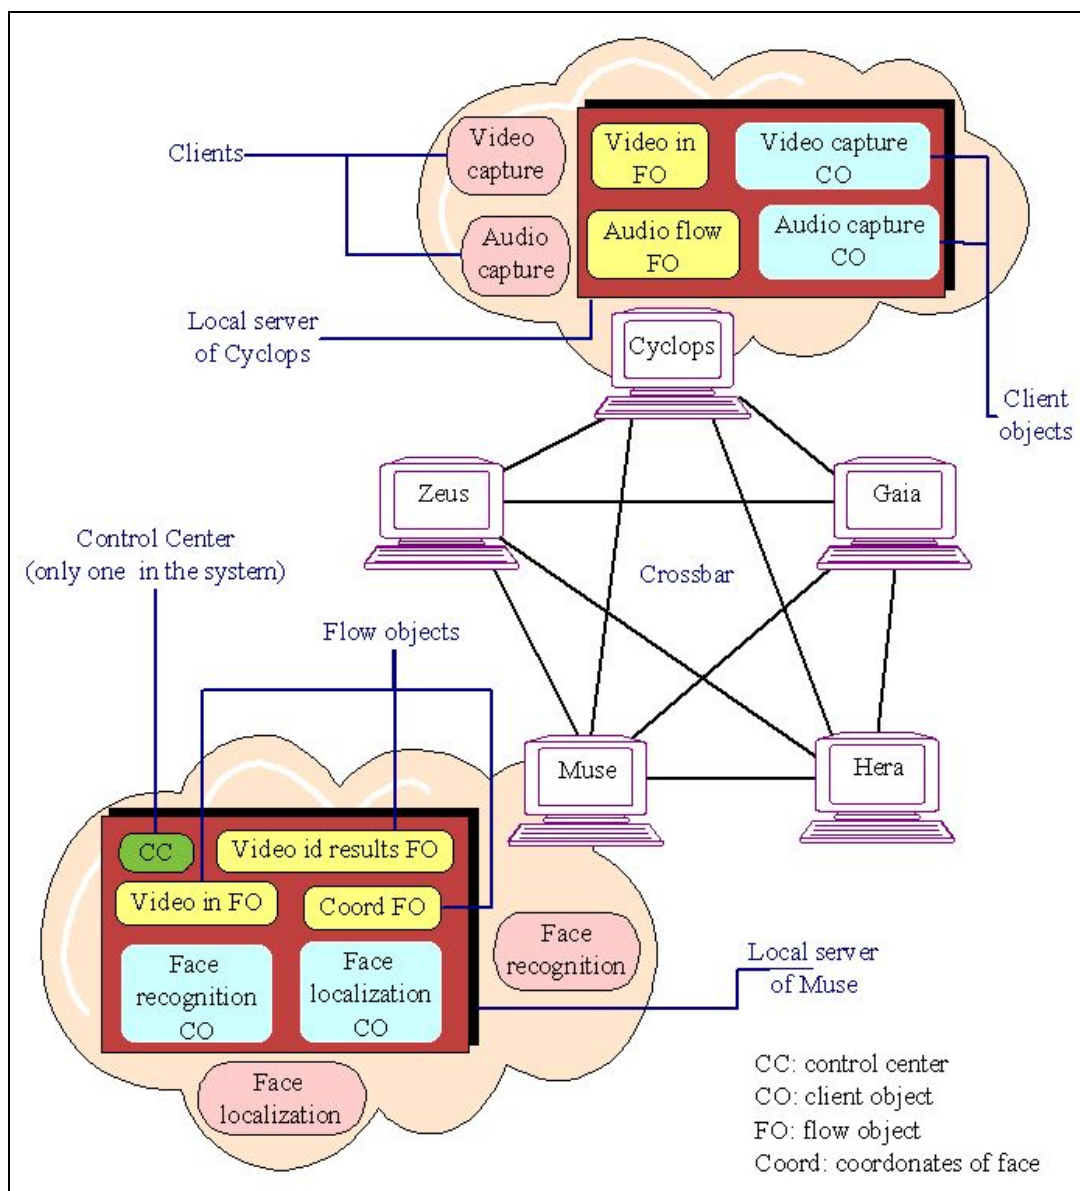 Clients
Video
capture
Audio
capture
Video in
FO
Video capture
CO
Audio flow
FO
Audio capture
CO
Local server
of Cyclops
Cyclops
Client
objects
Zeus
Gaia
Control Center
(only one in the system)
Crossbar
Flow objects
Muse
Hera
CC
Video id results FO
Video in FO
Coord FO
Face
recognition
CO
Face
localization
CO
Face
recognition
Local server
of Muse
Face
localization
CC: control center
CO: client object
FO: flow object
Coord: coordonates of face